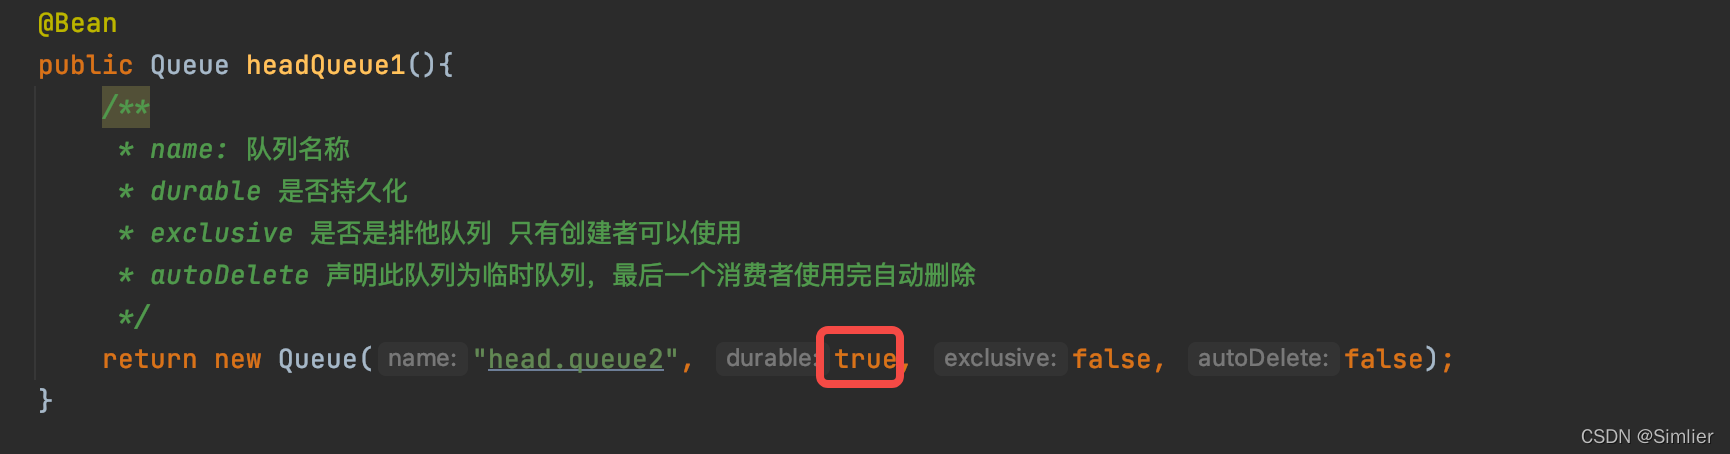 @Bean
public Queue headQueue1(){
/**
* name: 队列名称
* durable 是否持久化
* exclusive 是否是排他队列 只有创建者可以使用
* autoDelete 声明此队列为临时队列，最后一个消费者使用完自动删除
*/
return new Queue( name: "head.queue2", durable: true, exclusive: false, autoDelete: false);
}
CSDN @Simlier